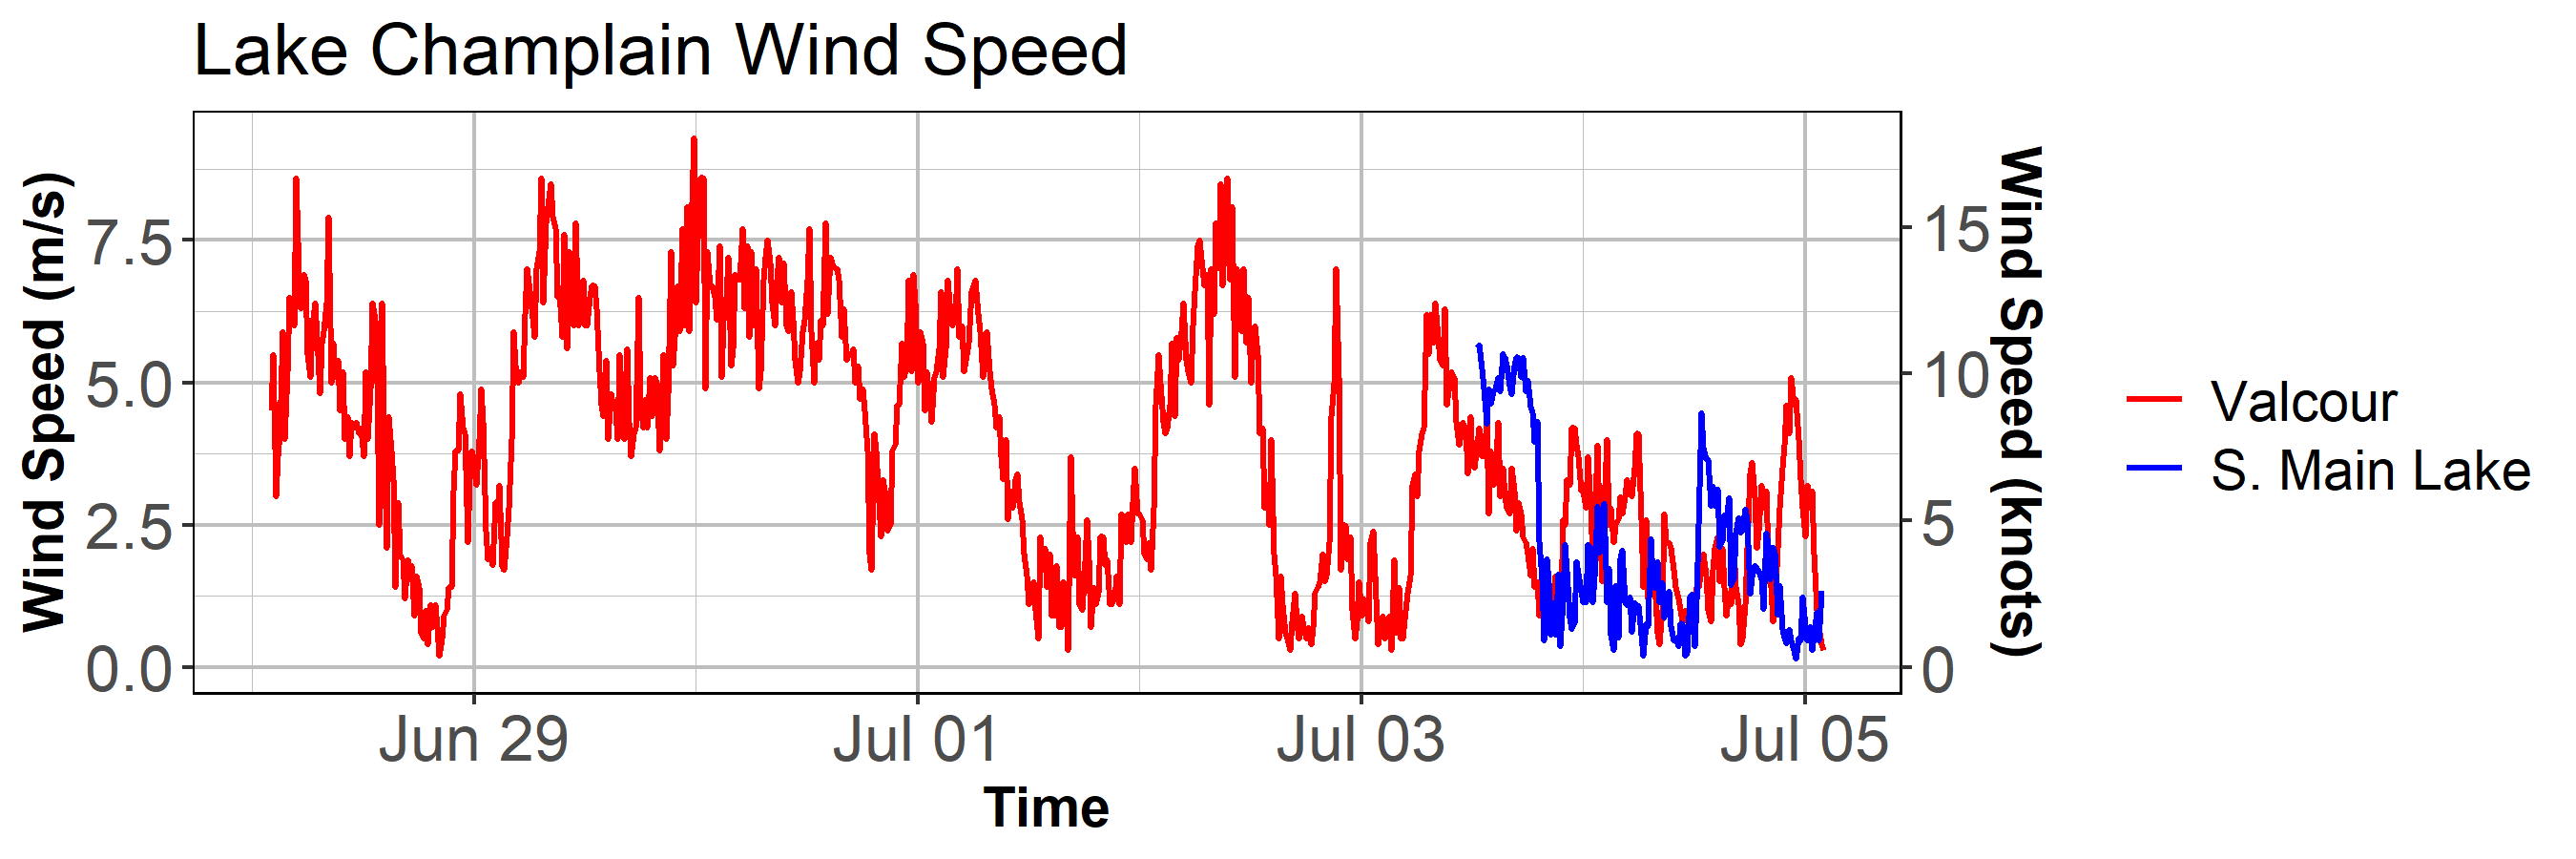 Lake Champlain Wind Speed
Wind Speed (m/s)
7.5
5.0
2.5
0.0
15
10
5
0
Wind Speed (knots)
Jun 29
Jul 01
Jul 03
Jul 05
Time
Valcour
S. Main Lake